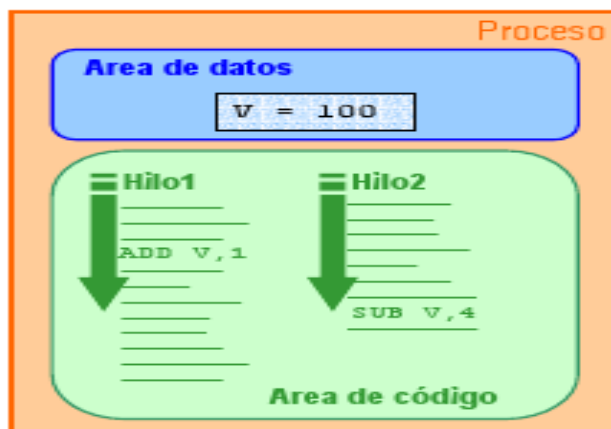 Proceso
Area de datos
V = 100
Hilo1
Hilo2
ADD V,1
SUB V,4
Area de código